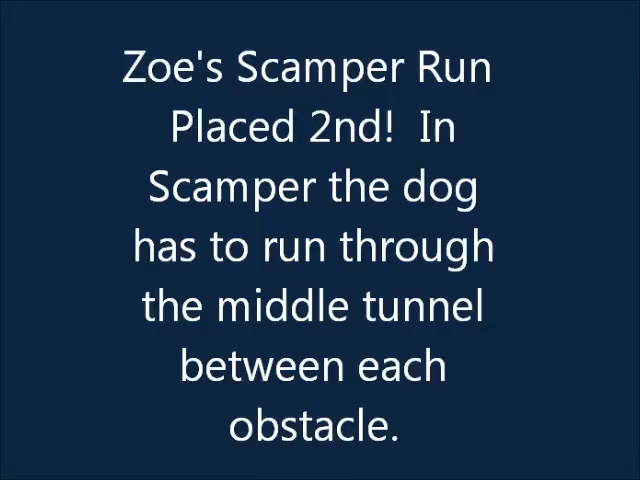 Zoe's Scamper Run
Placed 2nd!  In
Scamper the dog
has to run through
the middle tunnel
between each
obstacle.